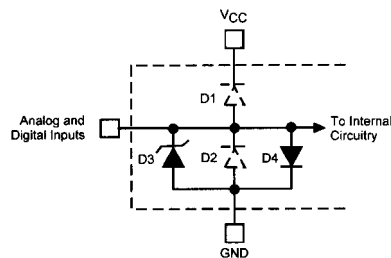 VCC
D1
Analog and
Digital Inputs
To Internal
Circuitry
D3
D2
D4
GND